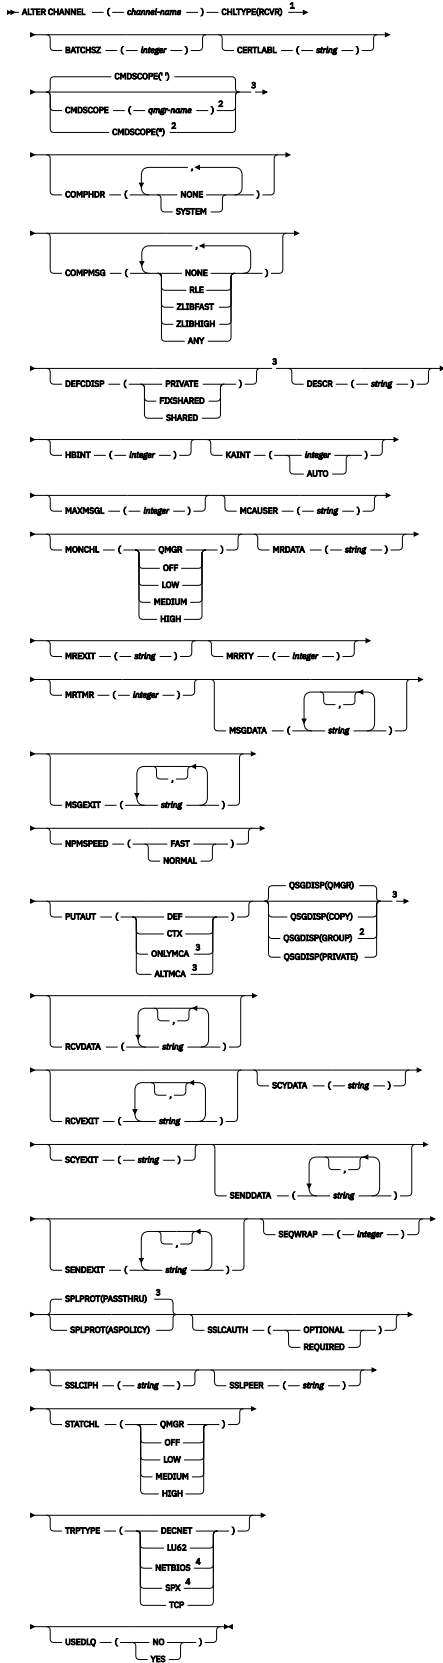 ALTER CHANNEL ( channel-name ) CHLTYPE(RCVR) 1
BATCHSZ ( integer ) CERTLABL ( string )
CMDSCOPE(' ') 3
CMDSCOPE ( qmgr-name ) 2
CMDSCOPE(*) 2
,
COMPHDR ( NONE )
SYSTEM
,
COMPMSG ( NONE )
RLE
ZLIBFAST
ZLIBHIGH
ANY
3
DEFCDISP ( PRIVATE ) DESCR ( string )
FIXSHARED
SHARED
HBINT ( integer ) KAINT ( integer )
AUTO
MAXMSGL ( integer ) MCAUSER ( string )
MONCHL ( QMGR ) MRDATA ( string )
OFF
LOW
MEDIUM
HIGH
MREXIT ( string ) MRRTY ( integer )
MRTMR ( integer )
,
MSGDATA ( string )
,
MSGEXIT ( string )
NPMSPEED ( FAST )
NORMAL
QSGDISP(QMGR) 3
PUTAUT ( DEF ) QSGDISP(COPY)
CTX QSGDISP(GROUP) 2
ONLYMCA 3 QSGDISP(PRIVATE)
ALTMCA 3
,
RCVDATA ( string )
,
SCYDATA ( string )
RCVEXIT ( string )
SCYEXIT ( string )
,
SENDDATA ( string )
,
SEQWRAP ( integer )
SENDEXIT ( string )
SPLPROT(PASSTHRU) 3
SPLPROT(ASPOLICY) SSLCAUTH ( OPTIONAL )
REQUIRED
SSLCIPH ( string ) SSLPEER ( string )
STATCHL ( QMGR )
OFF
LOW
MEDIUM
HIGH
TRPTYPE ( DECNET )
LU62
NETBIOS 4
SPX 4
TCP
USEDLQ ( NO )
YES